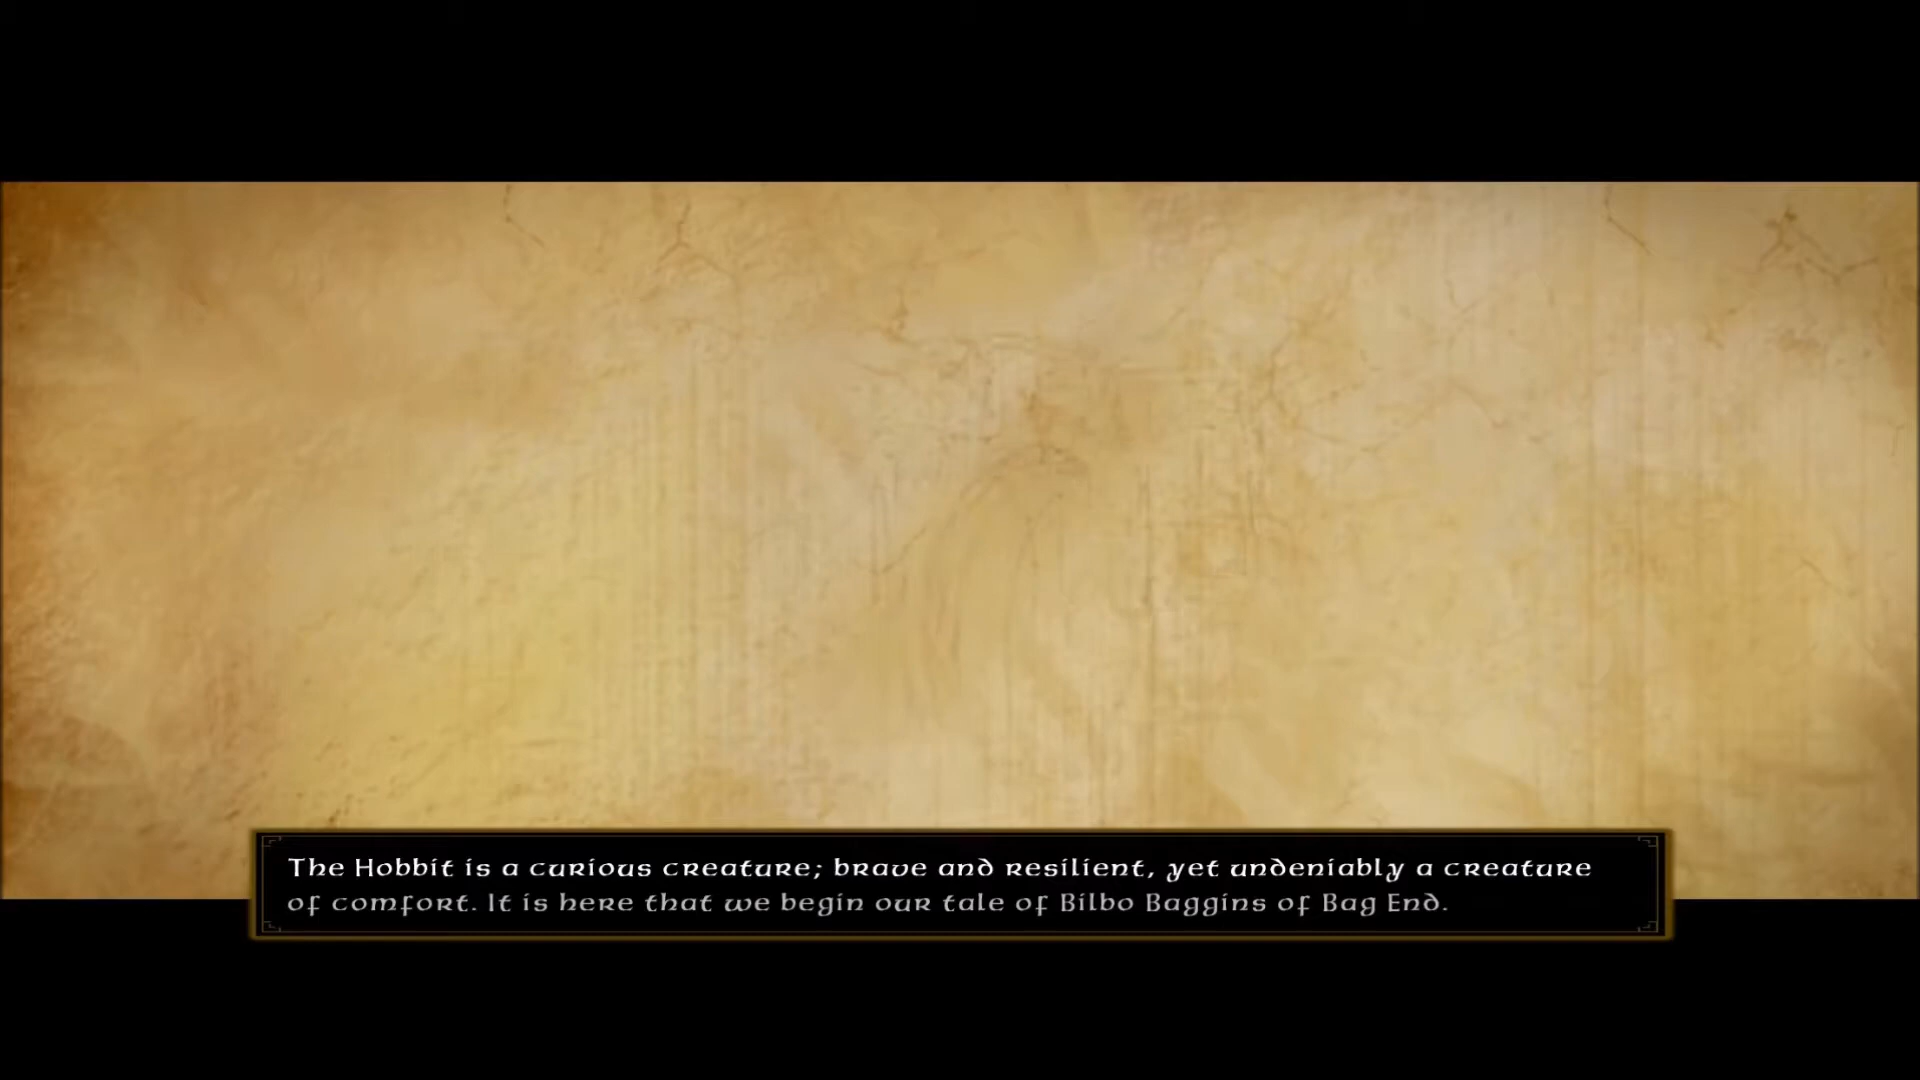 The Hobbit is a curious creature; brave and resilient, yet undeniably a creature
of comfort. It is here that we begin our tale of Bilbo Baggins of Bag End.